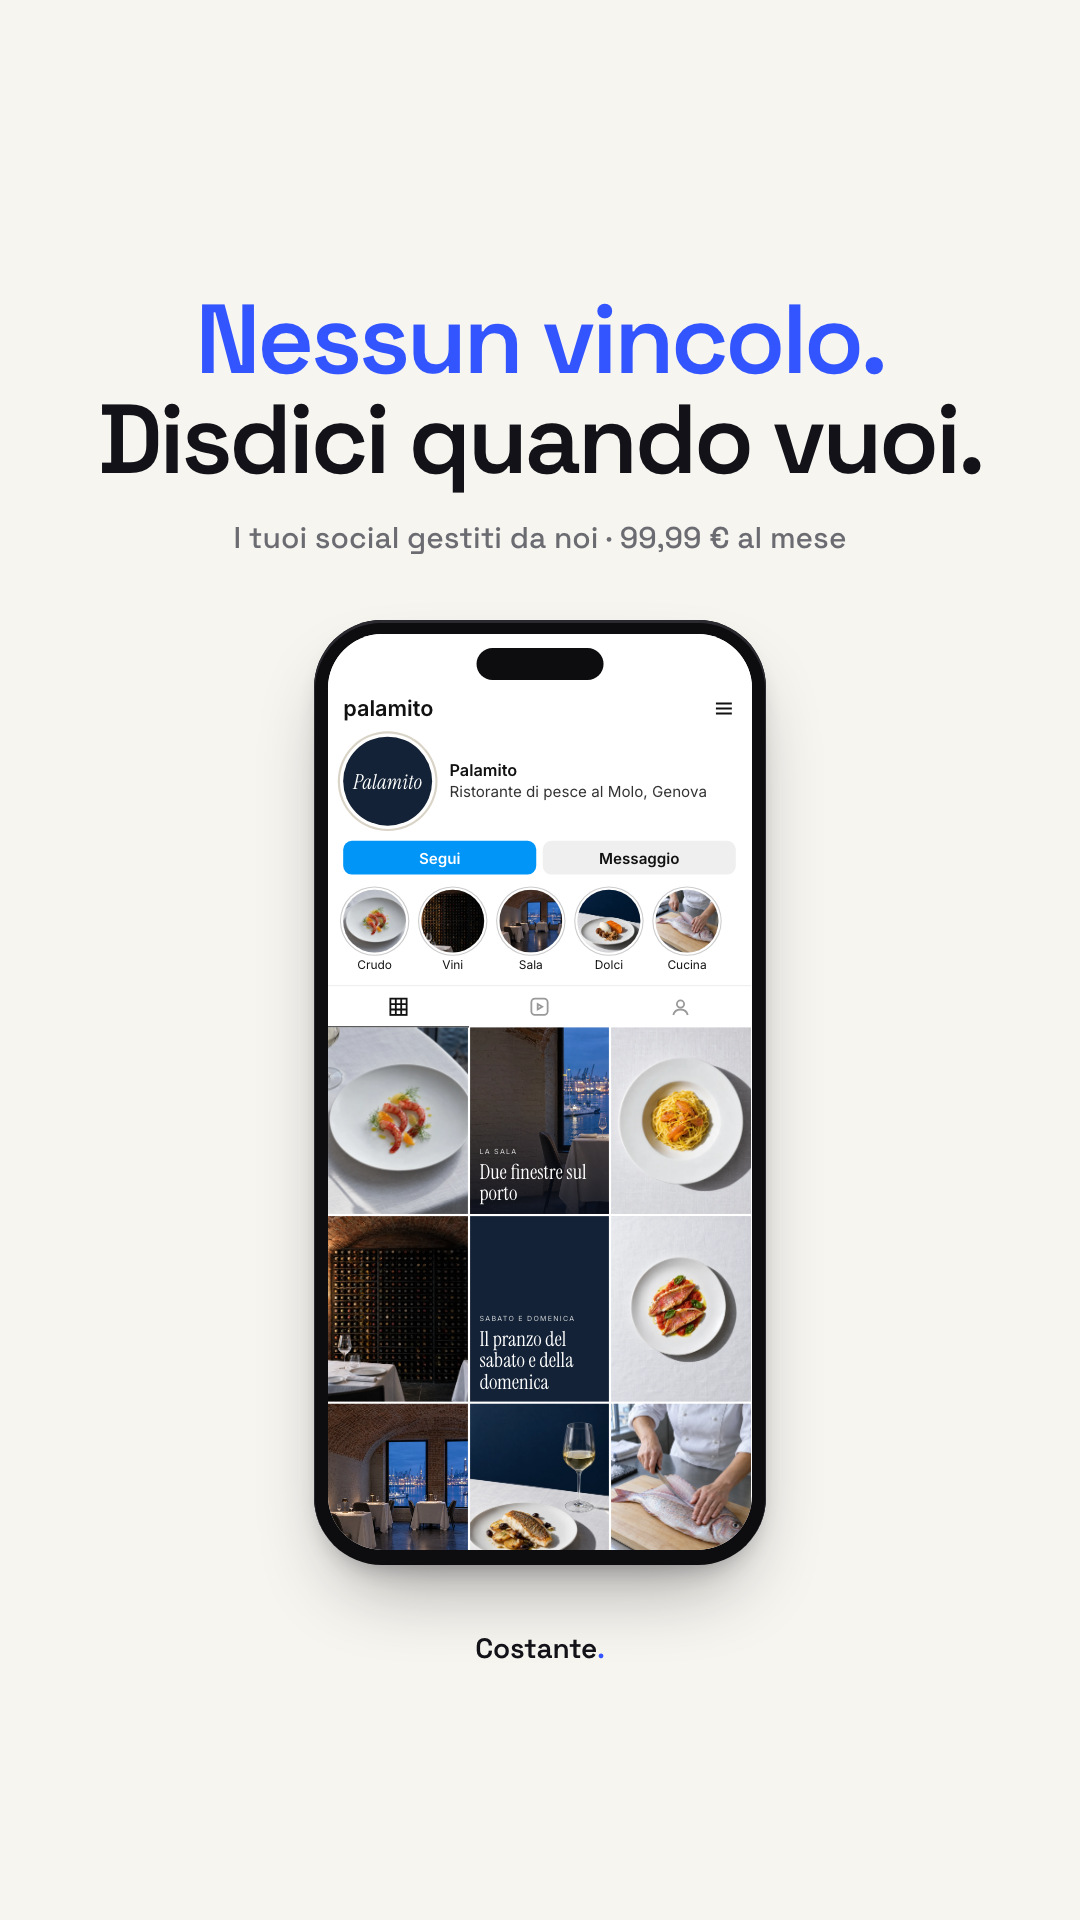 Nessun vincolo.
Disdici quando vuoi.
I tuoi social gestiti da noi · 99,99 € al mese
palamito
Palamito
Palamito
Ristorante di pesce al Molo, Genova
Segui
Messaggio
Crudo
Vini
Sala
Dolci
Cucina
LA SALA
Due finestre sul
porto
SABATO E DOMENICA
Il pranzo del
sabato e della
domenica
Costante.